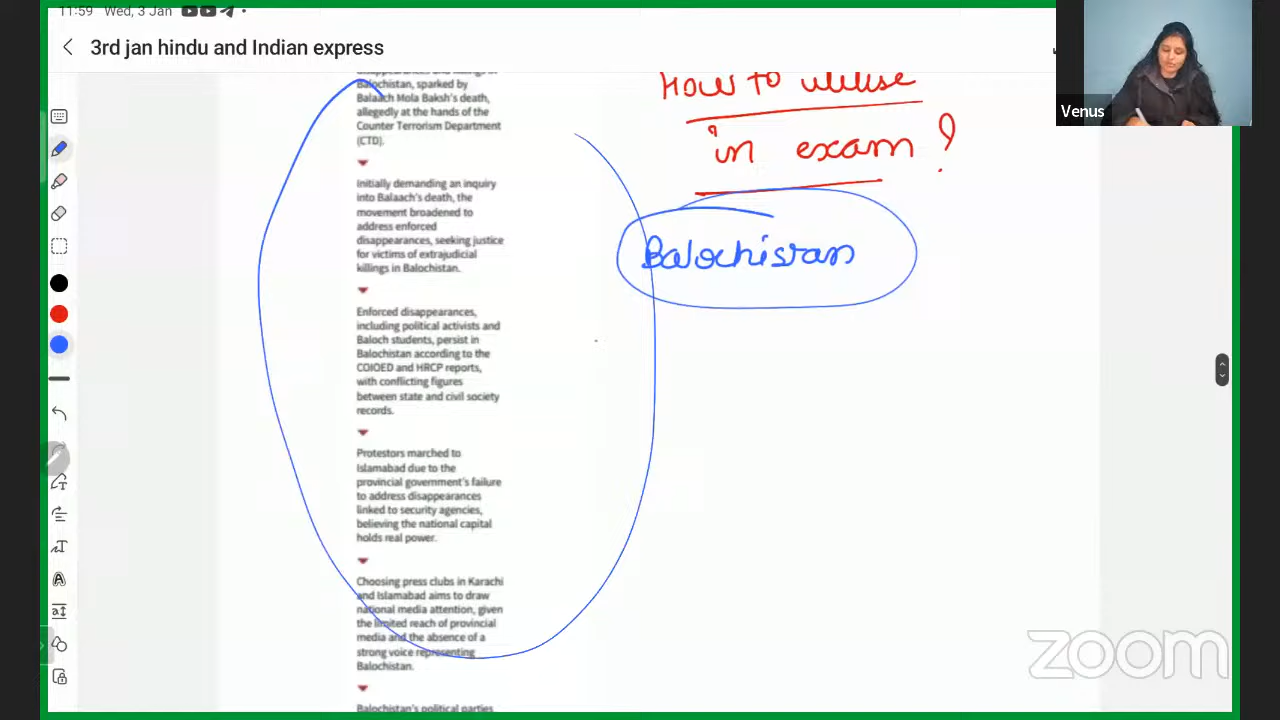 11:59 Wed, 3 Jan
3rd jan hindu and Indian express
Venus
disappearances and killings in
Balochistan, sparked by
Balaach Mola Baksh's death,
allegedly at the hands of the
Counter Terrorism Department
(CTD).
Initially demanding an inquiry
into Balaach's death, the
movement broadened to
address enforced
disappearances, seeking justice
for victims of extrajudicial
killings in Balochistan.
Enforced disappearances,
including political activists and
Baloch students, persist in
Balochistan according to the
COIOED and HRCP reports,
with conflicting figures
between state and civil society
records.
Protestors marched to
Islamabad due to the
provincial government's failure
to address disappearances
linked to security agencies,
believing the national capital
holds real power.
Choosing press clubs in Karachi
and Islamabad aims to draw
national media attention, given
the limited reach of provincial
media and the absence of a
strong voice representing
Balochistan.
Balochistan's political parties
How to utilise
in exam ?
Balochistan
zoom